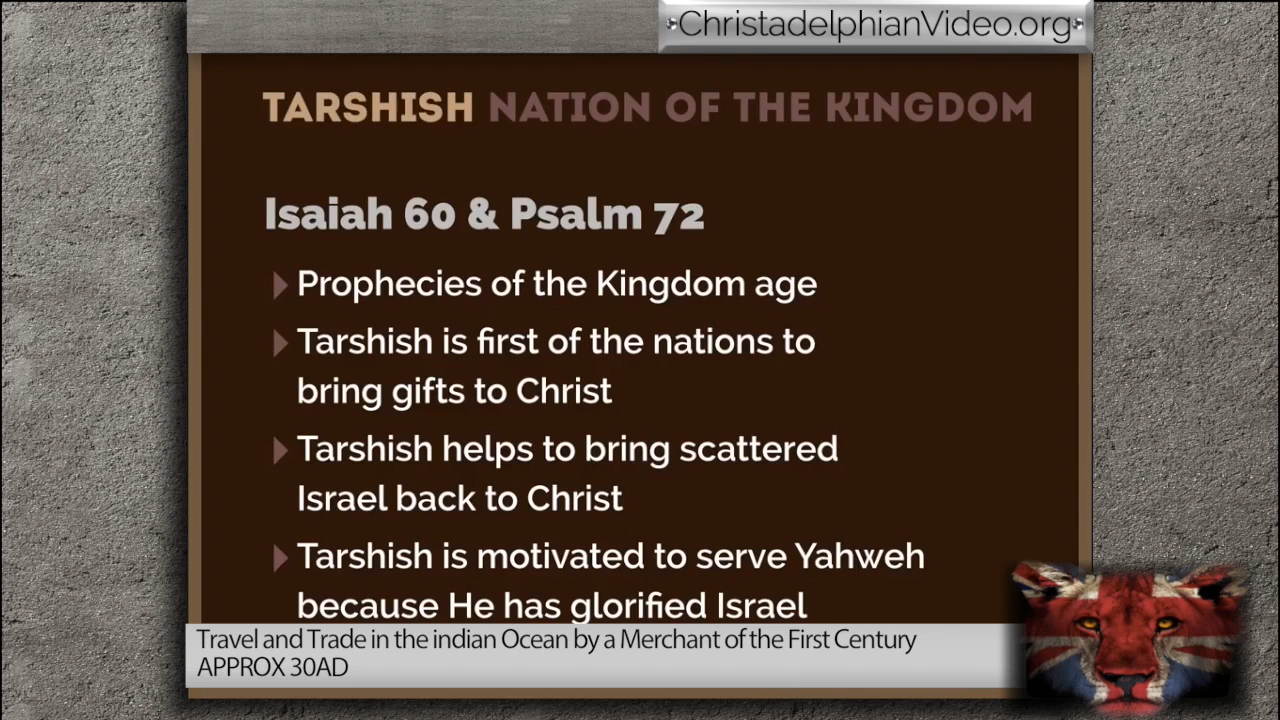 ChristadelphianVideo.org
TARSHISH NATION OF THE KINGDOM
Isaiah 60 & Psalm 72
Prophecies of the Kingdom age
Tarshish is first of the nations to
bring gifts to Christ
Tarshish helps to bring scattered
Israel back to Christ
Tarshish is motivated to serve Yahweh
because He has glorified Israel
Travel and Trade in the indian Ocean by a Merchant of the First Century
APPROX 30AD